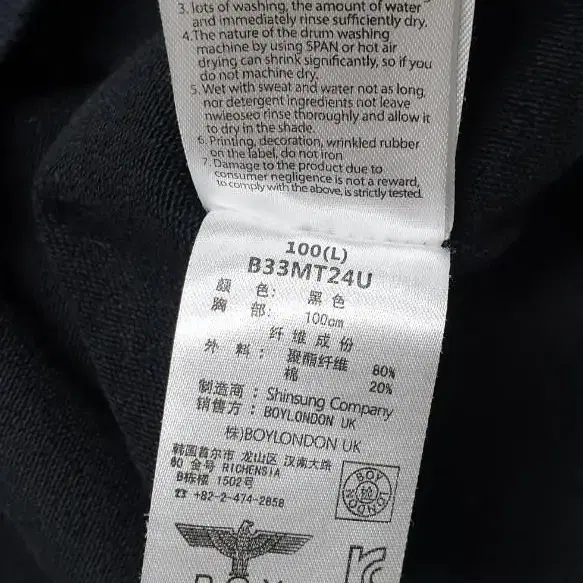 3. lots of washing, the amount of water
and immediately rinse sufficiently dry.
4.The nature of the drum washing
machine by using SPAN or hot air
drying can shrink significantly, so if you
do not machine dry.
5. Wet with sweat and water not as long,
nor detergent ingredients not leave
nwieoseo rinse thoroughly and allow it
to dry in the shade.
6. Printing, decoration, wrinkled rubber
on the label, do not iron
7. Damage to the product due to
consumer negligence is not a reward,
to comply with the above, is strictly tested.
100(L)
B33MT24U
颜 色: 黑色
胸 部: 100cm
纤维成份
外 料: 聚酯纤维 80%
棉 20%
制造商: Shinsung Company
销售方: BOYLONDON UK
株)BOYLONDON UK
韩国首尔市 龙山区 汉南大路
60 金号 RICHENSIA
B栋楼 1502号
☎ +82-2-474-2858
BOY
检
LONDON
BOY